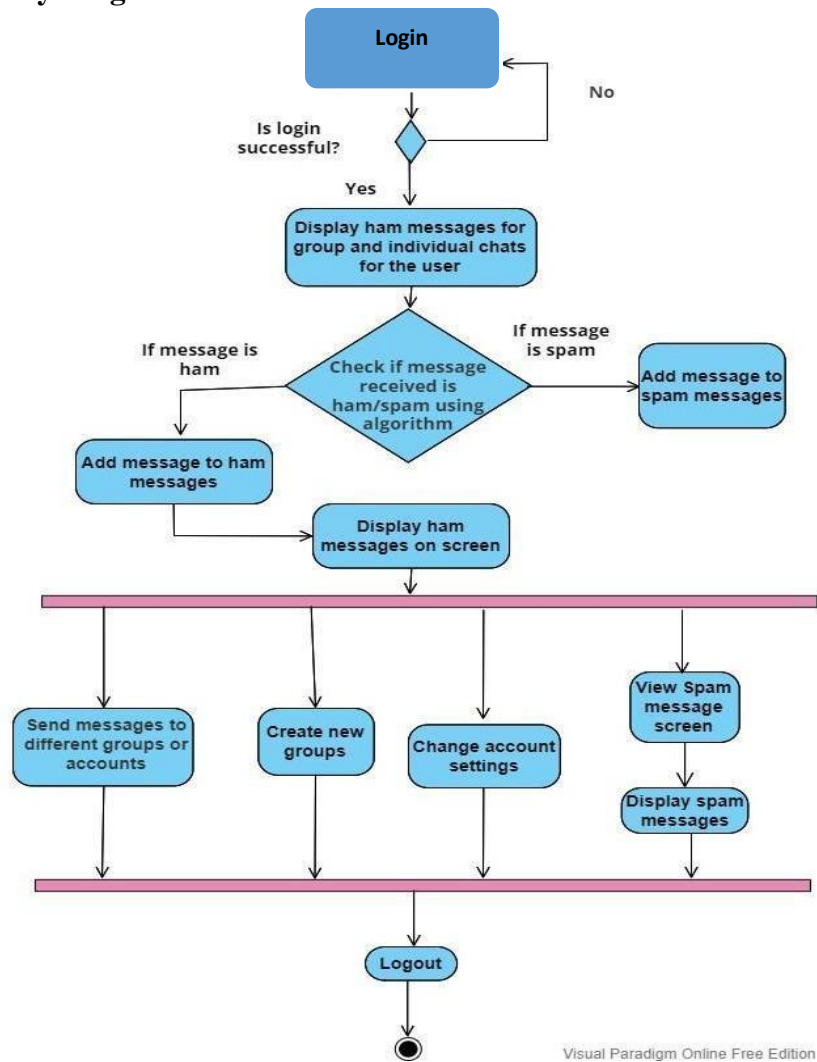 Login
No
Is login
successful?
Yes
Display ham messages for
group and individual chats
for the user
If message is
ham
If message
is spam
Check if message
received is
ham/spam using
algorithm
Add message to
spam messages
Add message to ham
messages
Display ham
messages on screen
Send messages to
different groups or
accounts
Create new
groups
Change account
settings
View Spam
message
screen
Display spam
messages
Logout
Visual Paradigm Online Free Edition